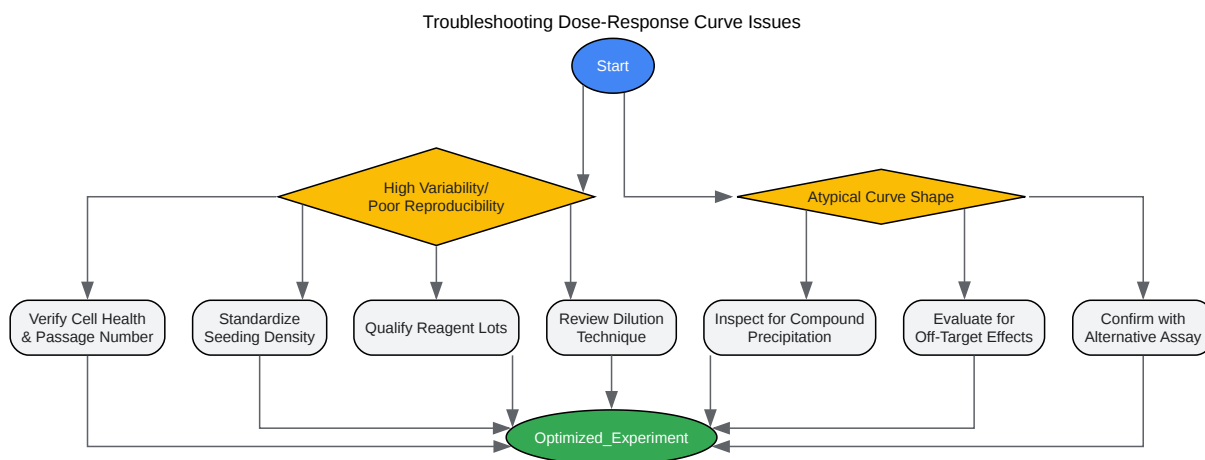 Troubleshooting Dose-Response Curve Issues
Start
High Variability/
Poor Reproducibility
Atypical Curve Shape
Verify Cell Health
& Passage Number
Standardize
Seeding Density
Qualify Reagent Lots
Review Dilution
Technique
Inspect for Compound
Precipitation
Evaluate for
Off-Target Effects
Confirm with
Alternative Assay
Optimized_Experiment